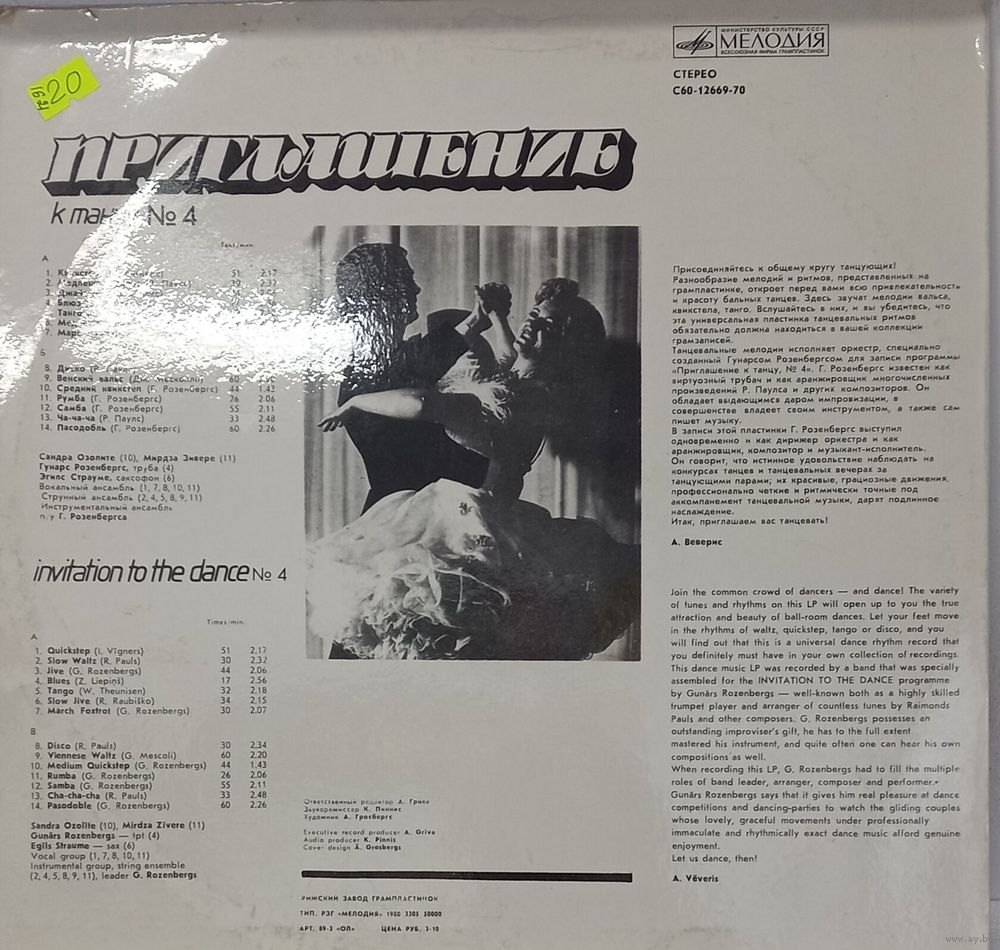 МИНИСТЕРСТВО КУЛЬТУРЫ СССР
МЕЛОДИЯ
ВСЕСОЮЗНАЯ ФИРМА ГРАМПЛАСТИНОК
СТЕРЕО
С60-12669-70
20
ПРИГЛАШЕНИЕ
к № 4
Такт/мин.
А
1. 51 2.17
2.
3.
4. Блюз
5. Танго
6.
7.
Б
8. Диско (Р. Паулс)
9. Венский вальс 60
10. Средний квикстеп (Г. Розенбергс) 44 1.43
11. Румба (Г. Розенбергс) 26 2.06
12. Самба (Г. Розенбергс) 55 2.11
13. Ча-ча-ча (Р. Паулс) 33 2.48
14. Пасодобль (Г. Розенбергс) 60 2.26
Сандра Озолите (10), Мирдза Зивере (11)
Гунарс Розенбергс, труба (4)
Эгилс Страуме, саксофон (6)
Вокальный ансамбль (1, 7, 8, 10, 11)
Струнный ансамбль (2, 4, 5, 8, 9, 11)
Инструментальный ансамбль
п/у Г. Розенбергса
invitation to the dance № 4
Times/min.
A
1. Quickstep (I. Vīgners) 51 2.17
2. Slow Waltz (R. Pauls) 30 2.32
3. Jive (G. Rozenbergs) 44 2.06
4. Blues (Z. Liepiņš) 17 2.56
5. Tango (W. Theunisen) 32 2.18
6. Slow Jive (R. Raubiško) 34 2.15
7. March Foxtrot (G. Rozenbergs) 30 2.07
B
8. Disco (R. Pauls) 30 2.34
9. Viennese Waltz (G. Mescoli) 60 2.20
10. Medium Quickstep (G. Rozenbergs) 44 1.43
11. Rumba (G. Rozenbergs) 26 2.06
12. Samba (G. Rozenbergs) 55 2.11
13. Cha-cha-cha (R. Pauls) 33 2.48
14. Pasodoble (G. Rozenbergs) 60 2.26
Sandra Ozolīte (10), Mirdza Zīvere (11)
Gunārs Rozenbergs — tpt (4)
Egils Straume — sax (6)
Vocal group (1, 7, 8, 10, 11)
Instrumental group, string ensemble
(2, 4, 5, 8, 9, 11), leader G. Rozenbergs
Ответственный редактор А. Грива
Звукорежиссер К. Пиннис
Художник А. Гросбергс
Executive record producer A. Grīva
Audio producer K. Pinnis
Cover design Ā. Grosbergs
РИЖСКИЙ ЗАВОД ГРАМПЛАСТИНОК
ТИП. РЗГ «МЕЛОДИЯ» 1980 3305 50000
АРТ. 89-3 «ОЛ» ЦЕНА РУБ. 3-10
Присоединяйтесь к общему кругу танцующих!
Разнообразие мелодий и ритмов, представленных на
грампластинке, откроет перед вами всю привлекательность
и красоту бальных танцев. Здесь звучат мелодии вальса,
квикстепа, танго. Вслушайтесь в них, и вы убедитесь, что
эта универсальная пластинка танцевальных ритмов
обязательно должна находиться в вашей коллекции
грамзаписей.
Танцевальные мелодии исполняет оркестр, специально
созданный Гунарсом Розенбергсом для записи программы
«Приглашение к танцу, № 4». Г. Розенбергс известен как
виртуозный трубач и как аранжировщик многочисленных
произведений Р. Паулса и других композиторов. Он
обладает выдающимся даром импровизации, в
совершенстве владеет своим инструментом, а также сам
пишет музыку.
В записи этой пластинки Г. Розенбергс выступил
одновременно и как дирижер оркестра и как
аранжировщик, композитор и музыкант-исполнитель.
Он говорит, что истинное удовольствие наблюдать на
конкурсах танцев и танцевальных вечерах за
танцующими парами; их красивые, грациозные движения,
профессионально четкие и ритмически точные под
аккомпанемент танцевальной музыки, дарят подлинное
наслаждение.
Итак, приглашаем вас танцевать!
А. Веверис
Join the common crowd of dancers — and dance! The variety
of tunes and rhythms on this LP will open up to you the true
attraction and beauty of ball-room dances. Let your feet move
in the rhythms of waltz, quickstep, tango or disco, and you
will find out that this is a universal dance rhythm record that
you definitely must have in your own collection of recordings.
This dance music LP was recorded by a band that was specially
assembled for the INVITATION TO THE DANCE programme
by Gunārs Rozenbergs — well-known both as a highly skilled
trumpet player and arranger of countless tunes by Raimonds
Pauls and other composers. G. Rozenbergs possesses an
outstanding improviser's gift, he has to the full extent
mastered his instrument, and quite often one can hear his own
compositions as well.
When recording this LP, G. Rozenbergs had to fill the multiple
roles of band leader, arranger, composer and performer.
Gunārs Rozenbergs says that it gives him real pleasure at dance
competitions and dancing-parties to watch the gliding couples
whose lovely, graceful movements under professionally
immaculate and rhythmically exact dance music afford genuine
enjoyment.
Let us dance, then!
A. Vēveris
www.ay.by